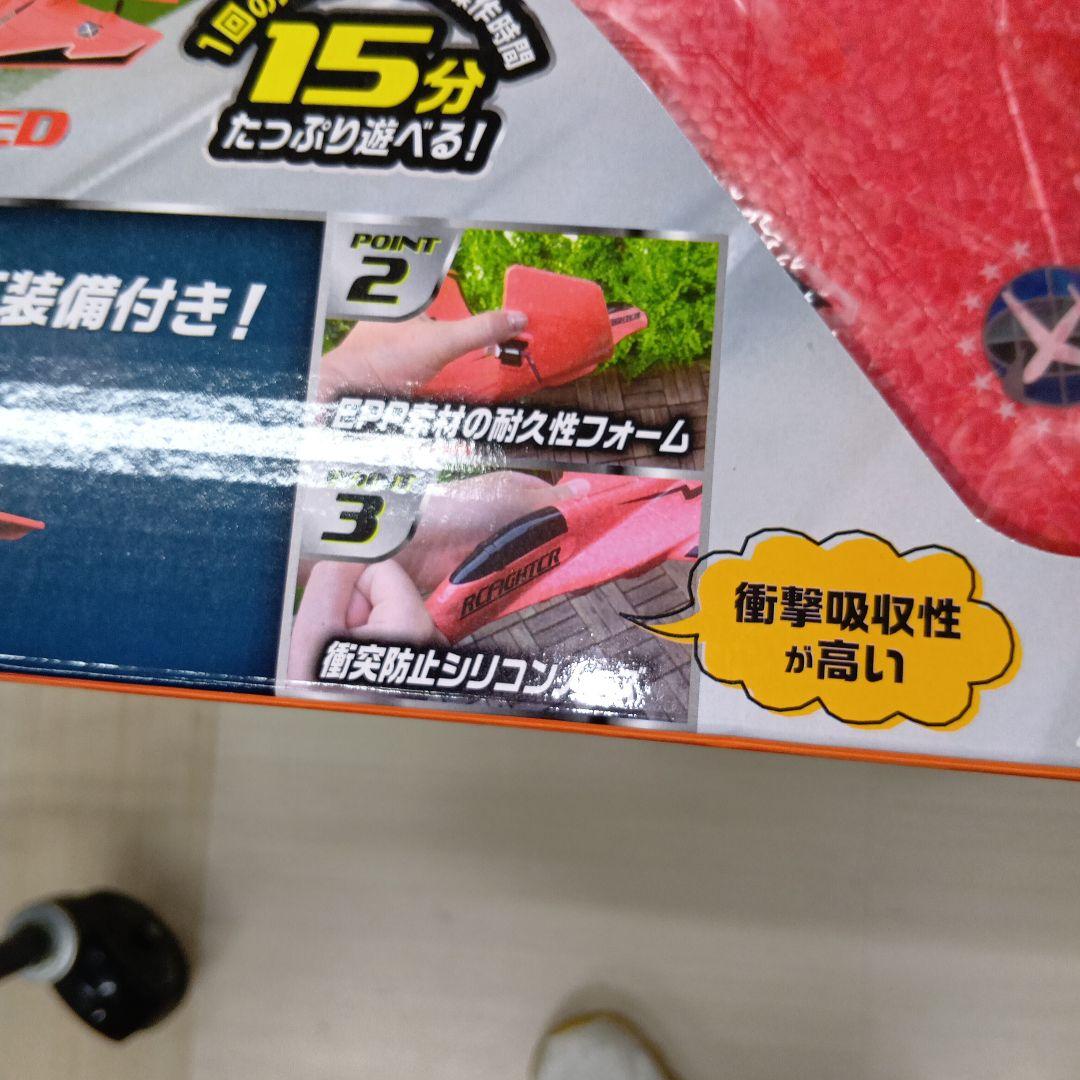 1回の
操作時間
15分
たっぷり遊べる!
ED
装備付き!
POINT
2
EPP素材の耐久性フォーム
POINT
3
RCFIGHTER
衝突防止シリコン
衝撃吸収性
が高い